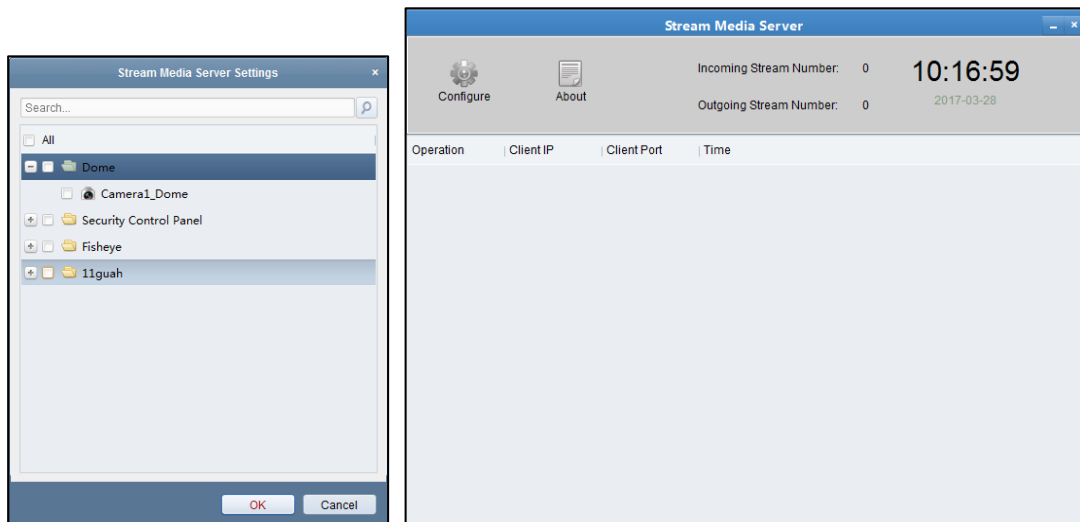 Stream Media Server Settings
Search...
All
Dome
Camera1_Dome
Security Control Panel
Fisheye
11guah
OK Cancel
Stream Media Server
Configure
About
Incoming Stream Number: 0
Outgoing Stream Number: 0
10:16:59
2017-03-28
Operation Client IP Client Port Time